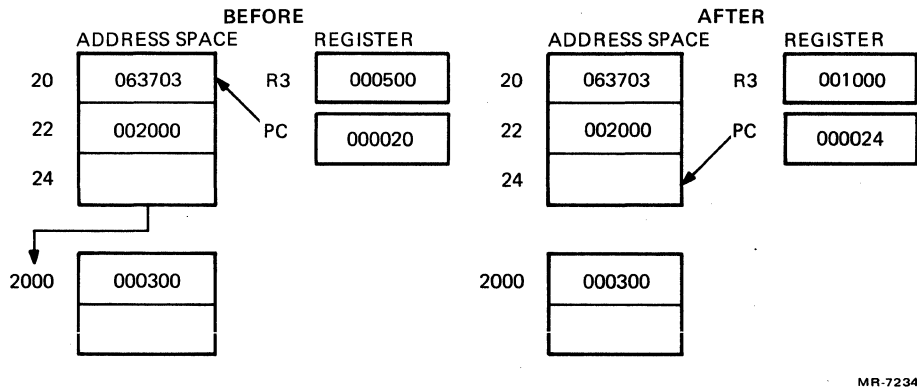 BEFORE
AFTER
ADDRESS SPACE
REGISTER
ADDRESS SPACE
REGISTER
20
063703
R3
000500
20
063703
R3
001000
22
002000
PC
000020
22
002000
PC
000024
24
24
2000
000300
2000
000300
MR-7234